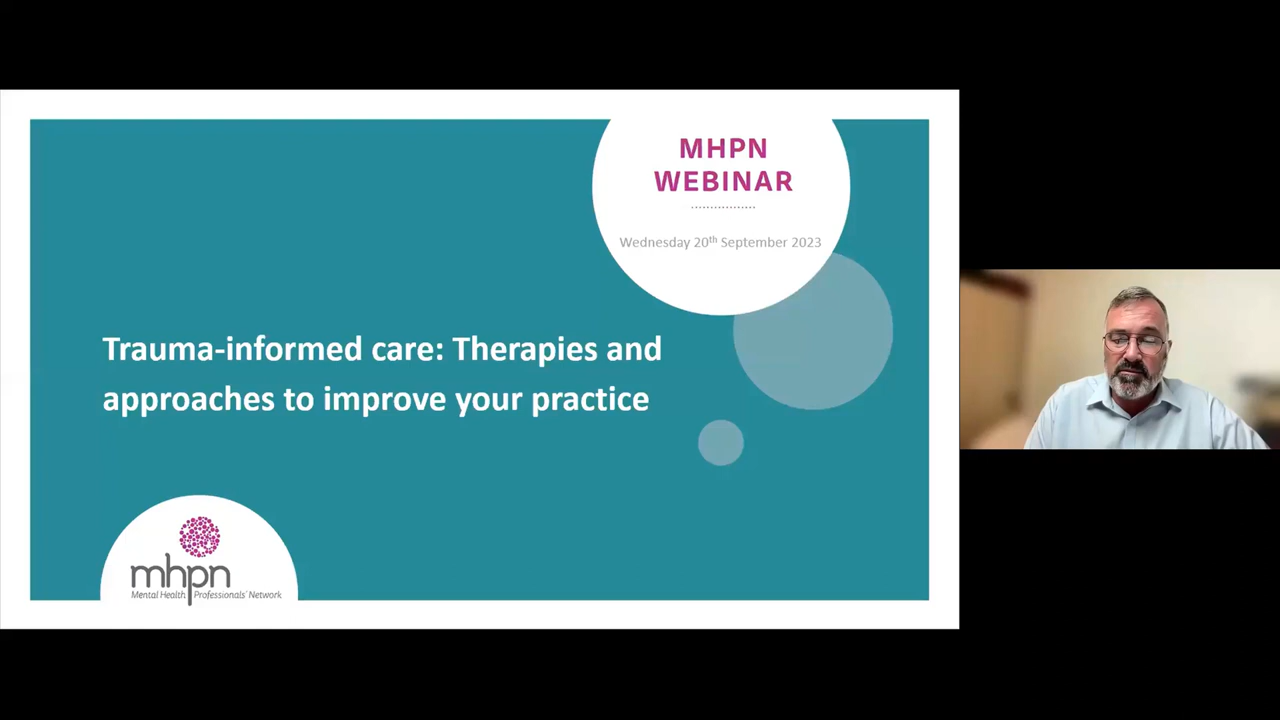 MHPN
WEBINAR
Wednesday 20th September 2023
Trauma-informed care: Therapies and
approaches to improve your practice
mhpn
Mental Health Professionals' Network